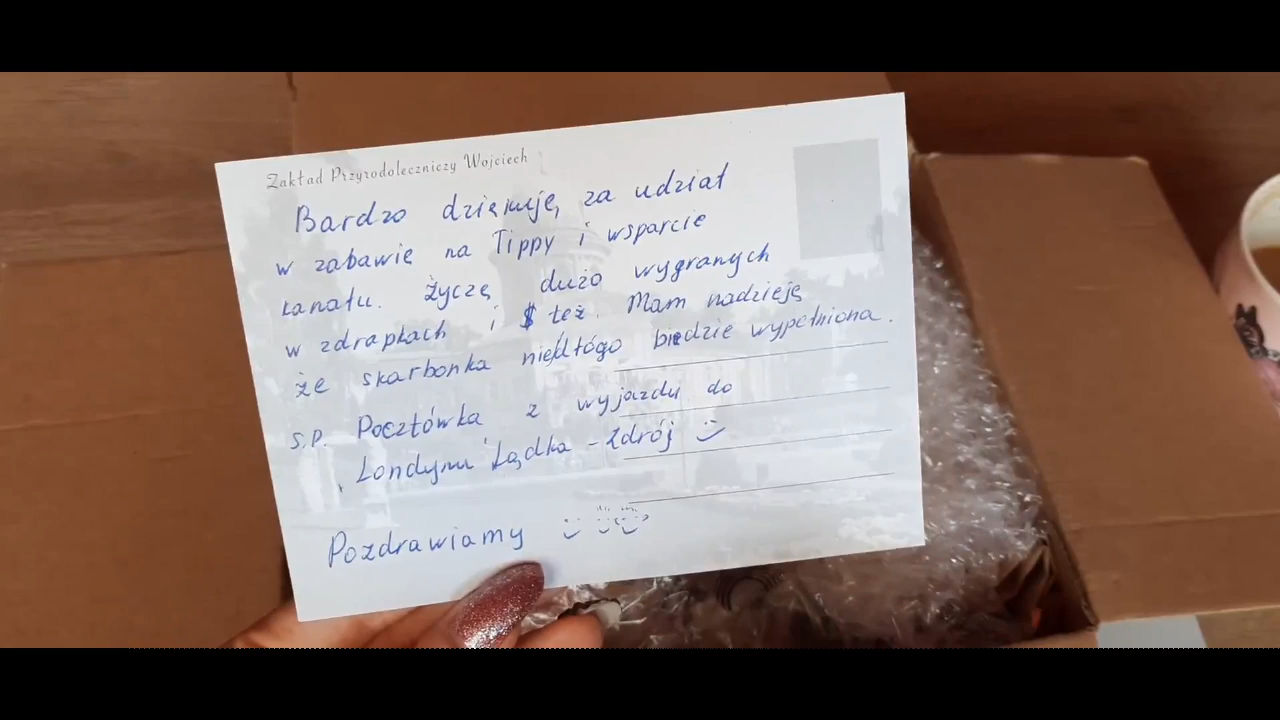 Zakład Przyrodoleczniczy Wojciech
Bardzo dziękuję, za udział
w zabawie na Tippy i wsparcie
kanału. Życzę dużo wygranych
w zdrapkach i $ też. Mam nadzieję
że skarbonka niedługo będzie wypełniona.
S.P. Pocztówka z wyjazdu do
Londynu Lądka - Zdrój
Pozdrawiamy